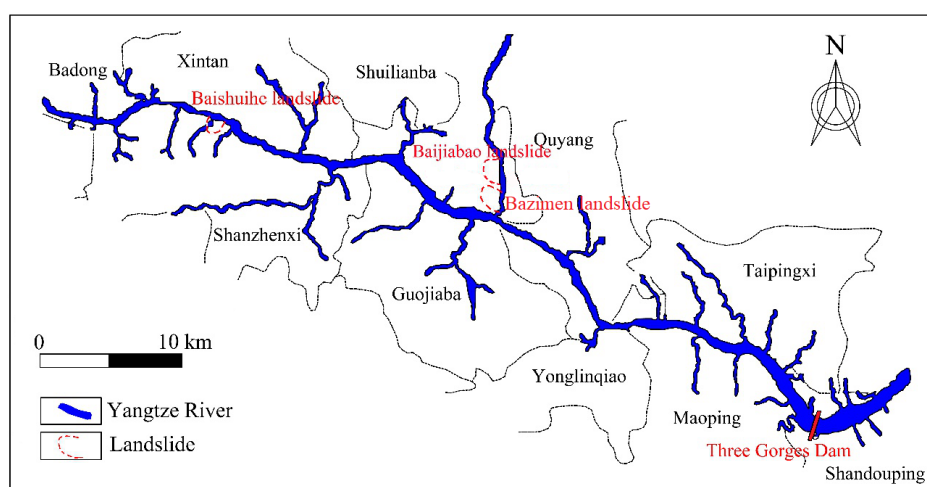 Badong
Xintan
Shuilianba
N
Baishuihe landslide
Quyang
Baijiabao landslide
Bazimen landslide
Shanzhenxi
Guojiaba
Taipingxi
0
10 km
Yonglinqiao
Yangtze River
Maoping
Landslide
Three Gorges Dam
Shandouping